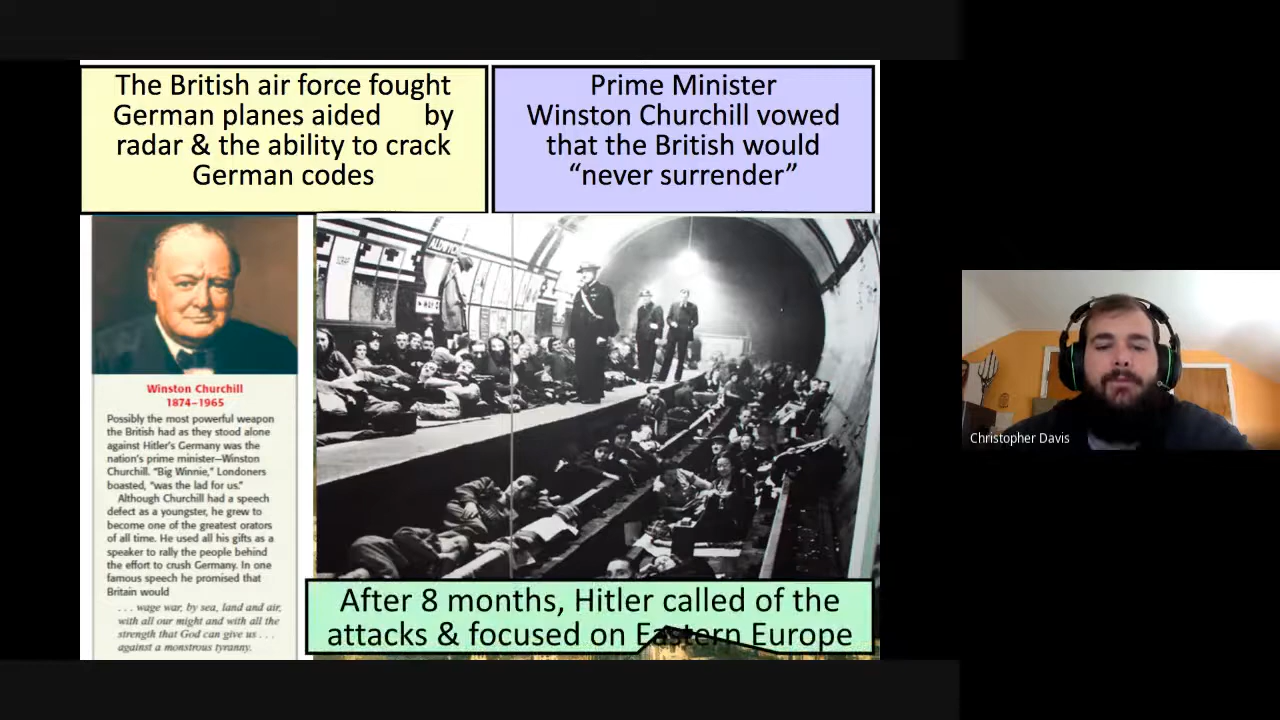 The British air force fought
German planes aided by
radar & the ability to crack
German codes
Prime Minister
Winston Churchill vowed
that the British would
“never surrender”
ALDWYCH
Winston Churchill
1874–1965
Possibly the most powerful weapon
the British had as they stood alone
against Hitler's Germany was the
nation's prime minister—Winston
Churchill. "Big Winnie," Londoners
boasted, "was the lad for us."
Although Churchill had a speech
defect as a youngster, he grew to
become one of the greatest orators
of all time. He used all his gifts as a
speaker to rally the people behind
the effort to crush Germany. In one
famous speech he promised that
Britain would
. . . wage war, by sea, land and air,
with all our might and with all the
strength that God can give us . . .
against a monstrous tyranny.
After 8 months, Hitler called of the
attacks & focused on Eastern Europe
Christopher Davis